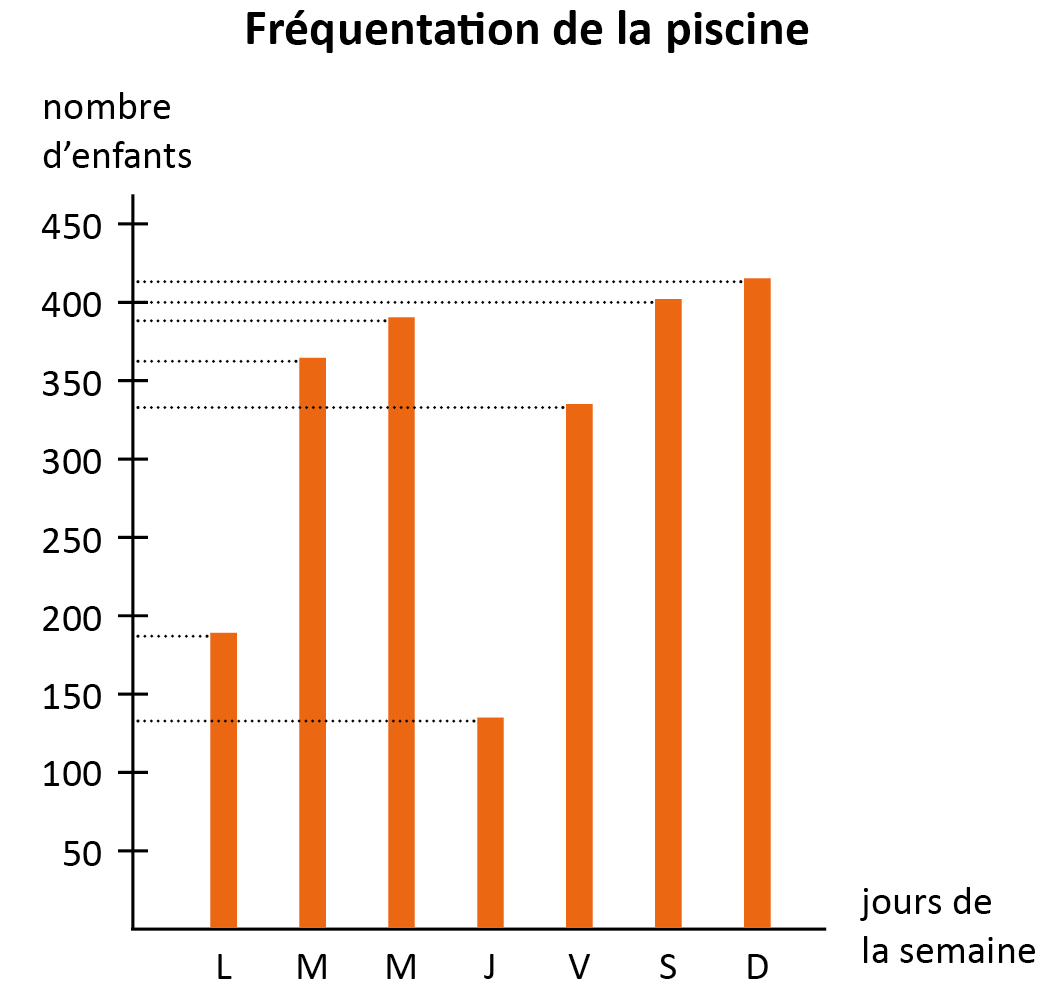 Fréquentation de la piscine
nombre
d’enfants
450
400
350
300
250
200
150
100
50
jours de
la semaine
L M M J V S D